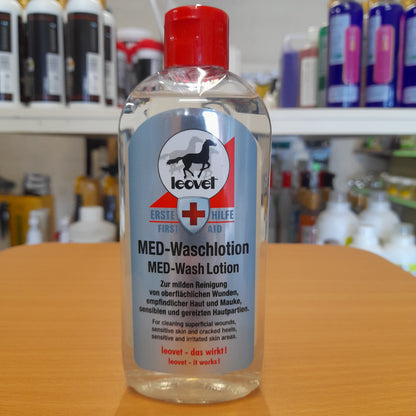 leovet
ERSTE HILFE
FIRST AID
MED-Waschlotion
MED-Wash Lotion
Zur milden Reinigung
von oberflächlichen Wunden,
empfindlicher Haut und Mauke,
sensiblen und gereizten Hautpartien.
For cleaning superficial wounds,
sensitive skin and cracked heels,
sensitive and irritated skin areas.
leovet - das wirkt!
leovet - it works!